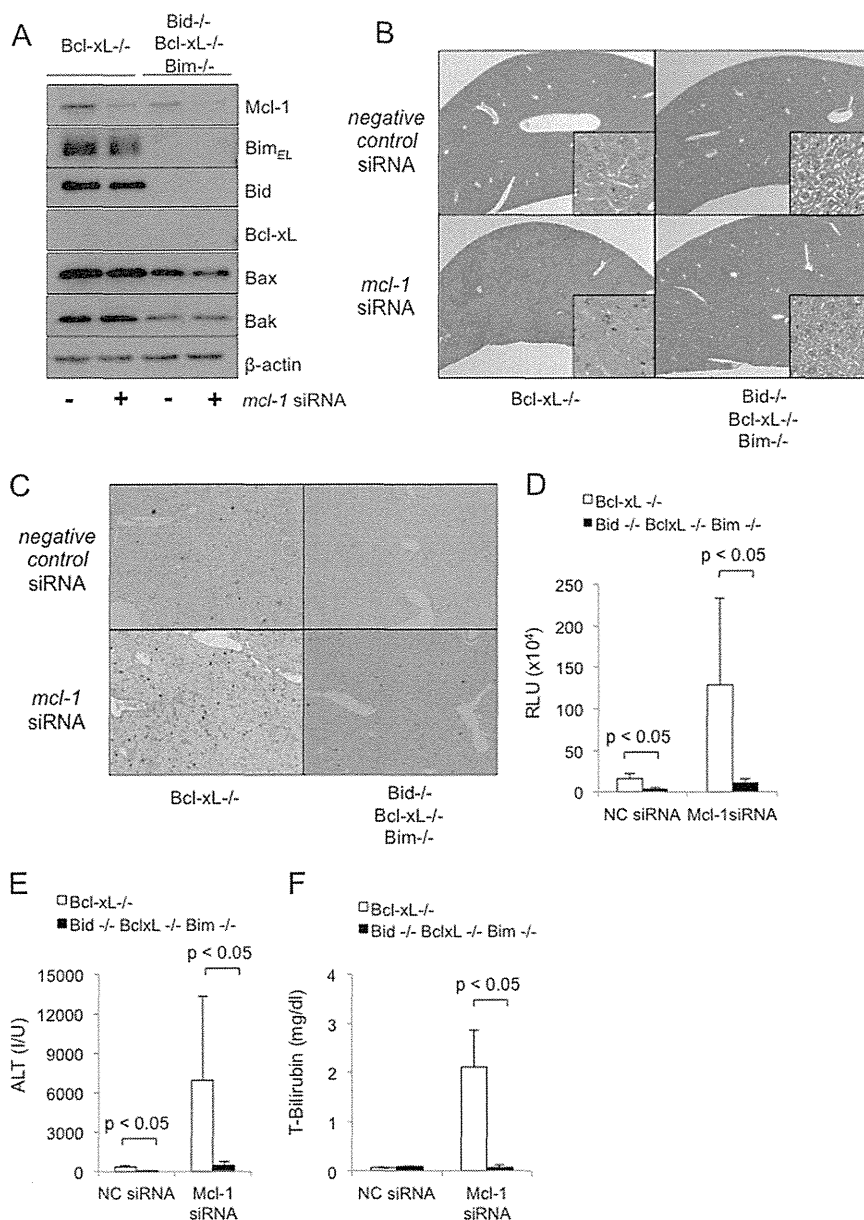 A
Bcl-xL-/-
Bid-/-
Bcl-xL-/-
Bim-/-
Mcl-1
BimEL
Bid
Bcl-xL
Bax
Bak
β-actin
- + - + mcl-1 siRNA
B
negative
control
siRNA
mcl-1
siRNA
Bcl-xL-/-
Bid-/-
Bcl-xL-/-
Bim-/-
C
negative
control
siRNA
mcl-1
siRNA
Bcl-xL-/-
Bid-/-
Bcl-xL-/-
Bim-/-
D
Bcl-xL -/-
Bid -/- BclxL -/- Bim -/-
p < 0.05
p < 0.05
RLU (x10⁴)
250
200
150
100
50
0
NC siRNA Mcl-1siRNA
E
Bcl-xL-/-
Bid -/- BclxL -/- Bim -/-
p < 0.05
p < 0.05
ALT (I/U)
15000
12000
9000
6000
3000
0
NC siRNA Mcl-1
siRNA
F
Bcl-xL-/-
Bid -/- BclxL -/- Bim -/-
p < 0.05
T-Bilirubin (mg/dl)
4
3
2
1
0
NC siRNA Mcl-1
siRNA